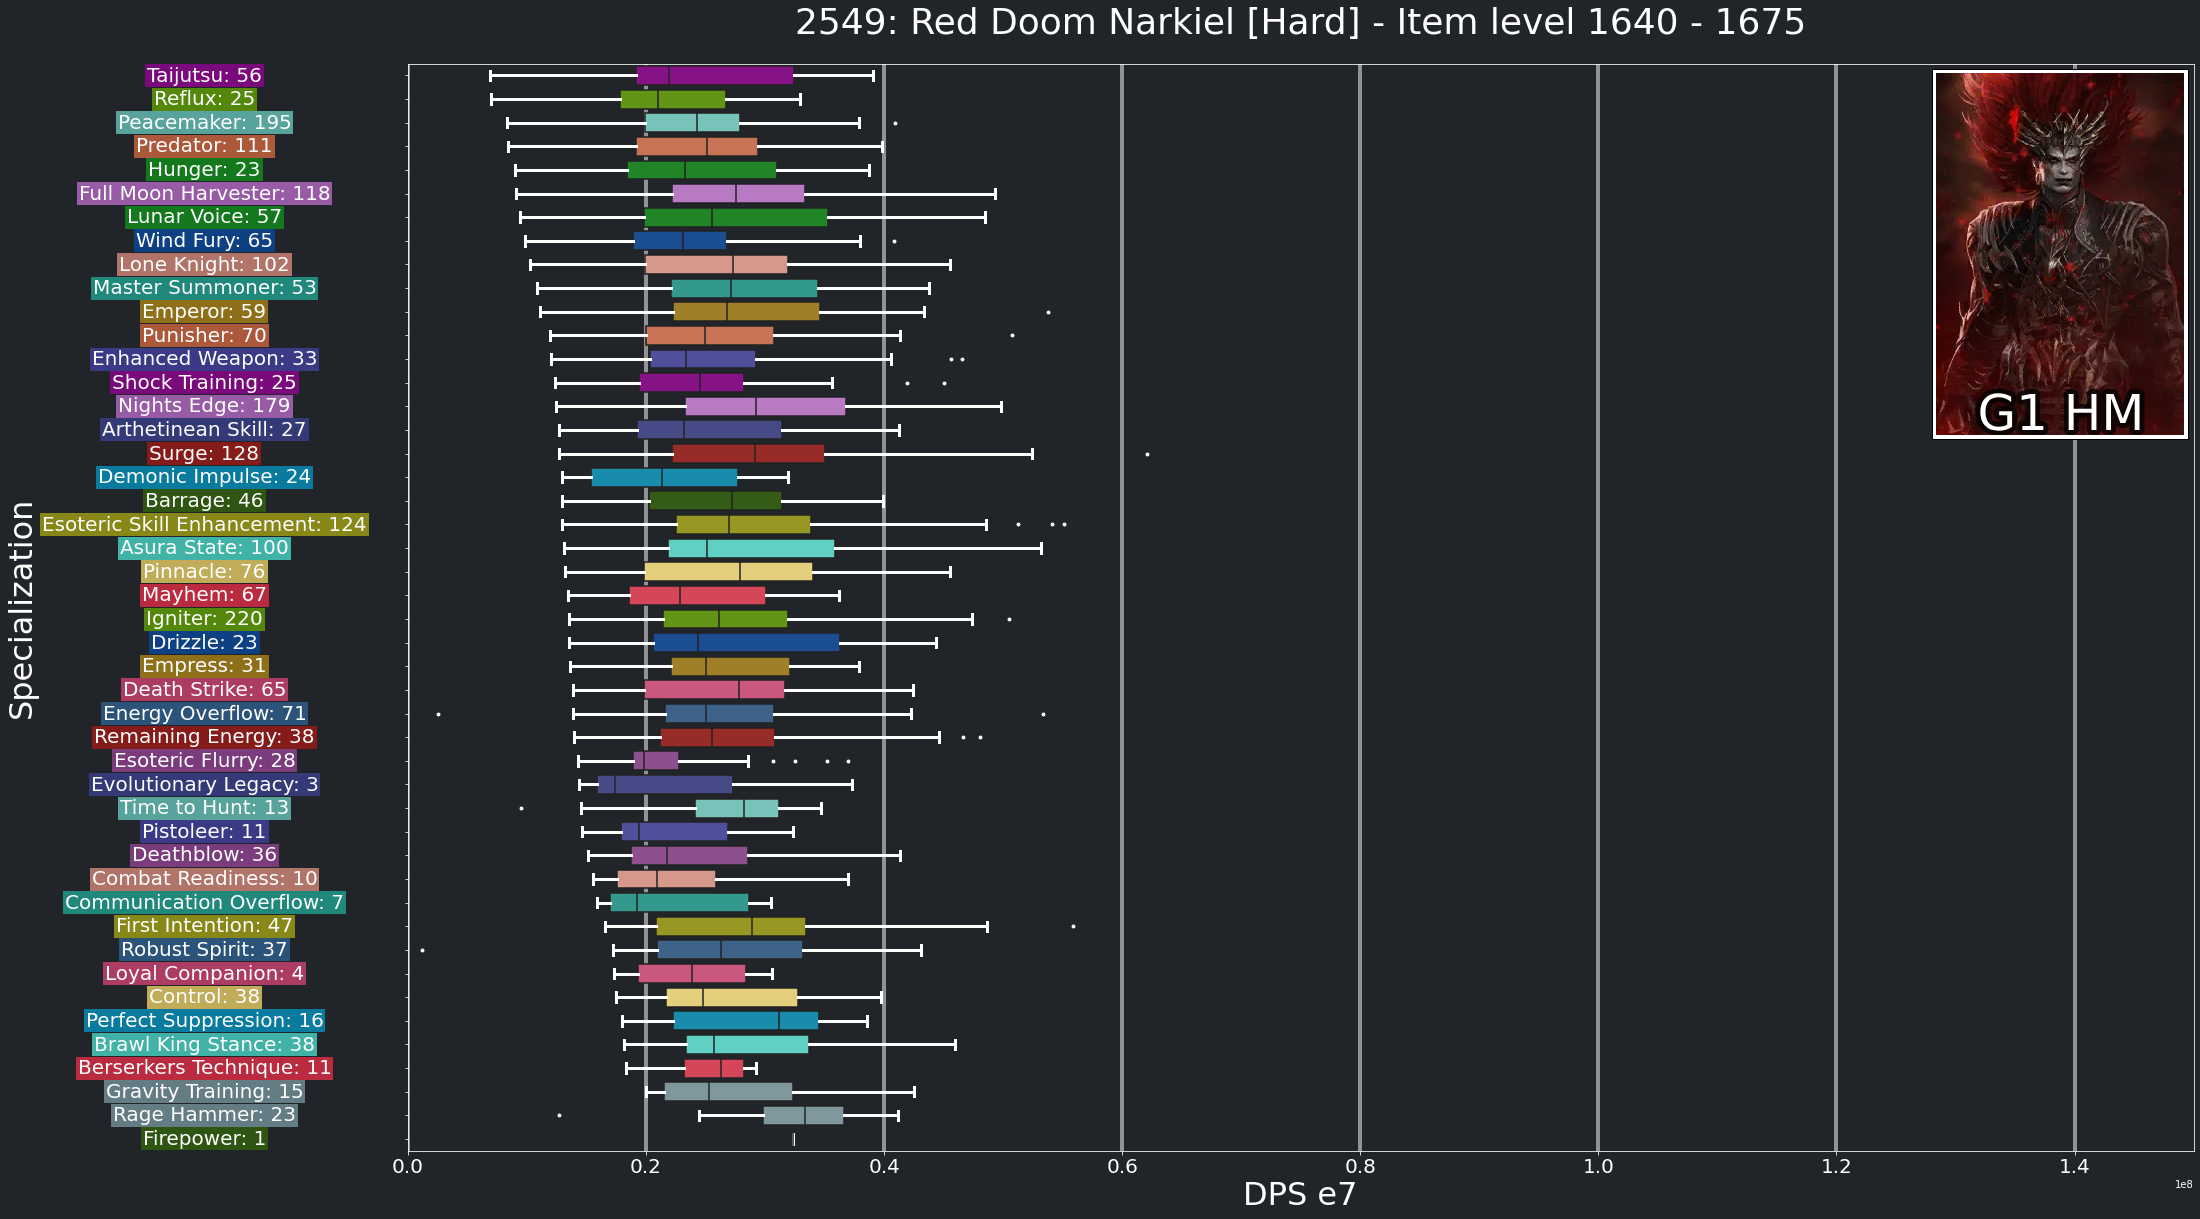 2549: Red Doom Narkiel [Hard] - Item level 1640 - 1675
Taijutsu: 56
Reflux: 25
Peacemaker: 195
Predator: 111
Hunger: 23
Full Moon Harvester: 118
Lunar Voice: 57
Wind Fury: 65
Lone Knight: 102
Master Summoner: 53
Emperor: 59
Punisher: 70
Enhanced Weapon: 33
Shock Training: 25
Nights Edge: 179
Arthetinean Skill: 27
Surge: 128
Demonic Impulse: 24
Barrage: 46
Esoteric Skill Enhancement: 124
Asura State: 100
Pinnacle: 76
Mayhem: 67
Igniter: 220
Drizzle: 23
Empress: 31
Death Strike: 65
Energy Overflow: 71
Remaining Energy: 38
Esoteric Flurry: 28
Evolutionary Legacy: 3
Time to Hunt: 13
Pistoleer: 11
Deathblow: 36
Combat Readiness: 10
Communication Overflow: 7
First Intention: 47
Robust Spirit: 37
Loyal Companion: 4
Control: 38
Perfect Suppression: 16
Brawl King Stance: 38
Berserkers Technique: 11
Gravity Training: 15
Rage Hammer: 23
Firepower: 1
Specialization
G1 HM
0.0 0.2 0.4 0.6 0.8 1.0 1.2 1.4
1e8
DPS e7